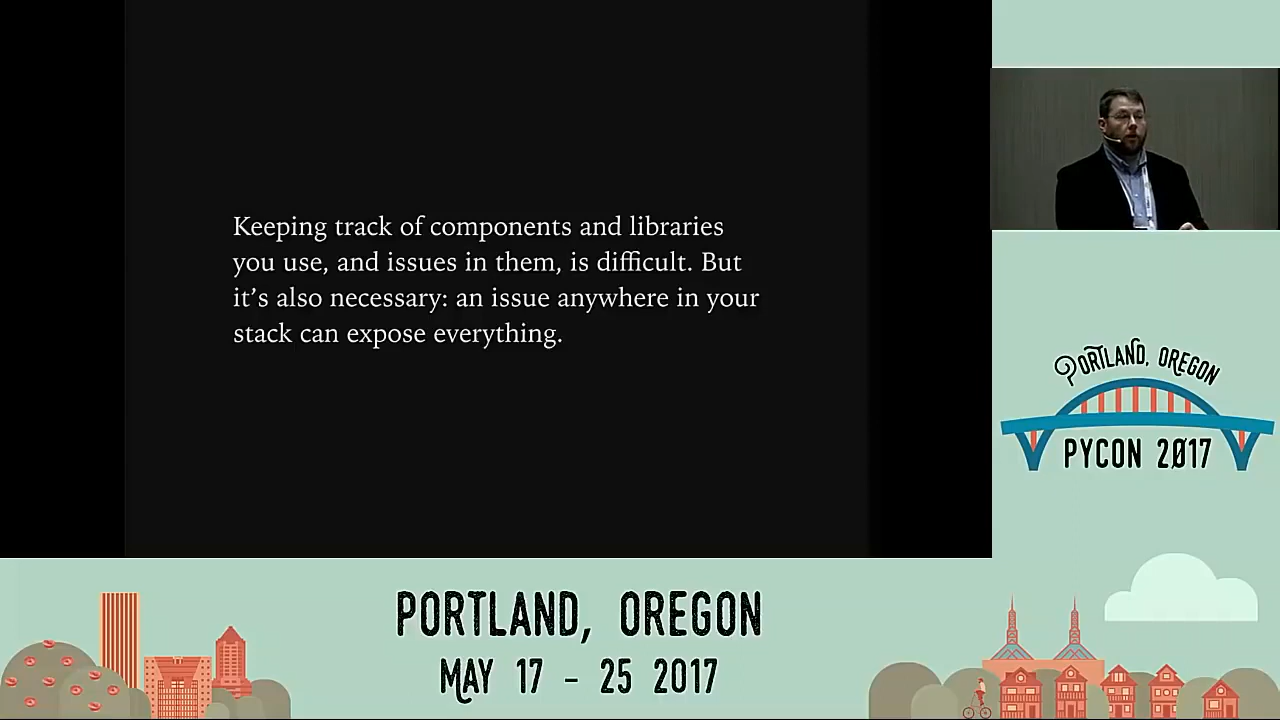 Keeping track of components and libraries
you use, and issues in them, is difficult. But
it’s also necessary: an issue anywhere in your
stack can expose everything.
PORTLAND, OREGON
PYCON 2017
PORTLAND, OREGON
MAY 17 - 25 2017